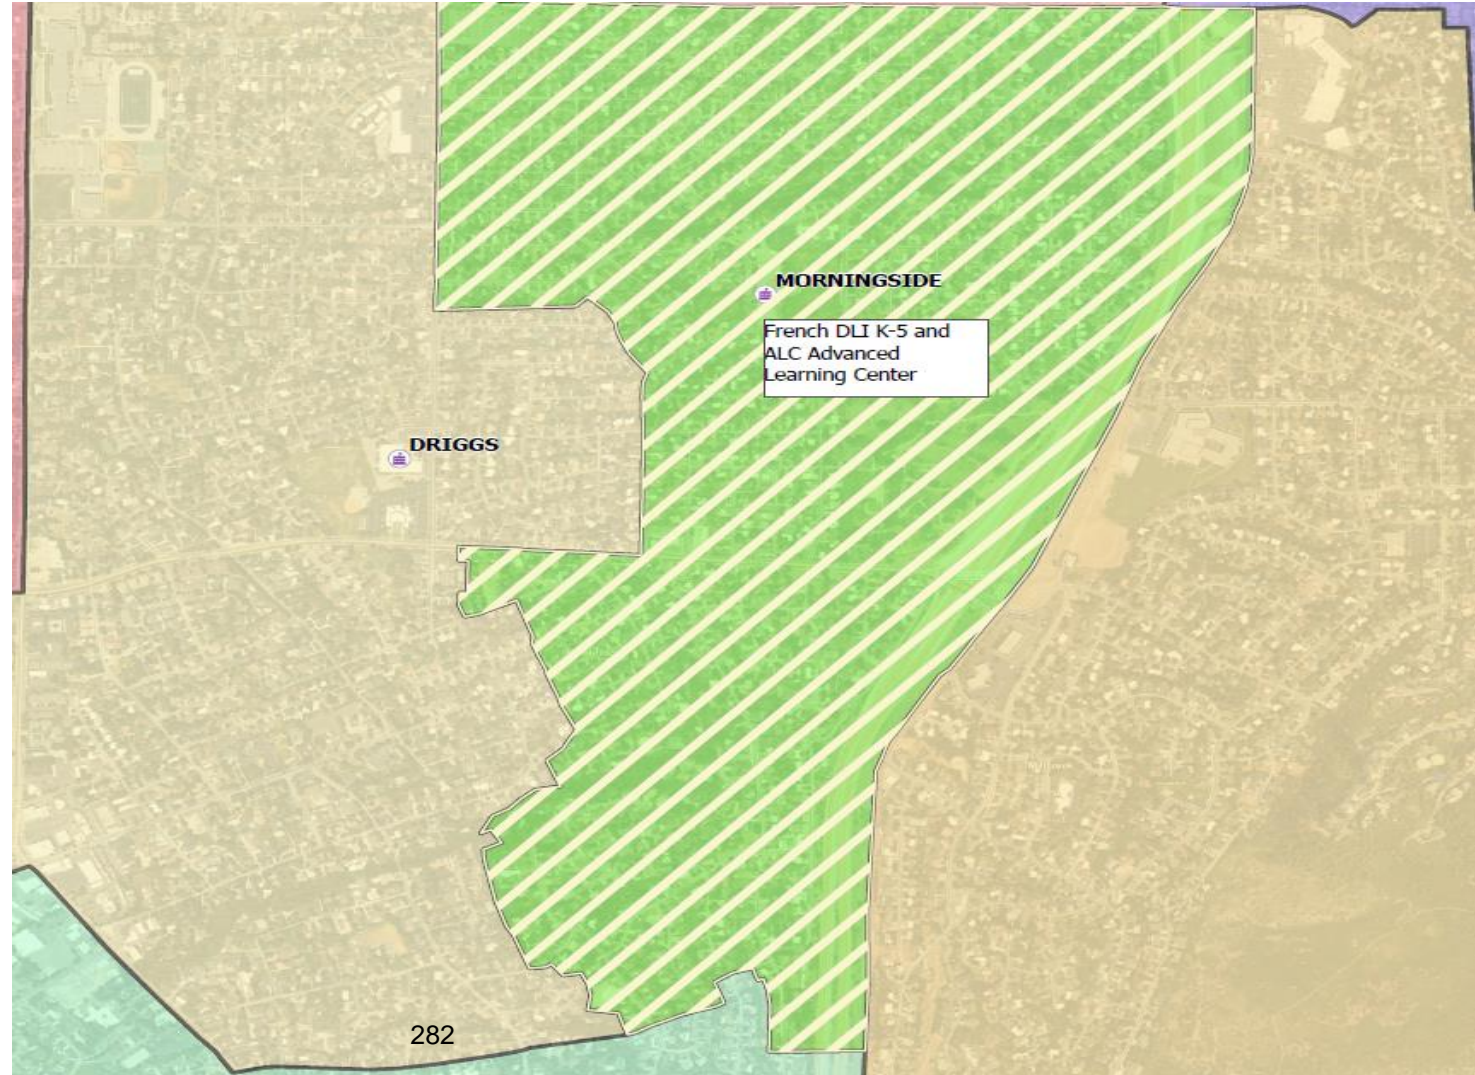 MORNINGSIDE
French DLI K-5 and
ALC Advanced
Learning Center
DRIGGS
282